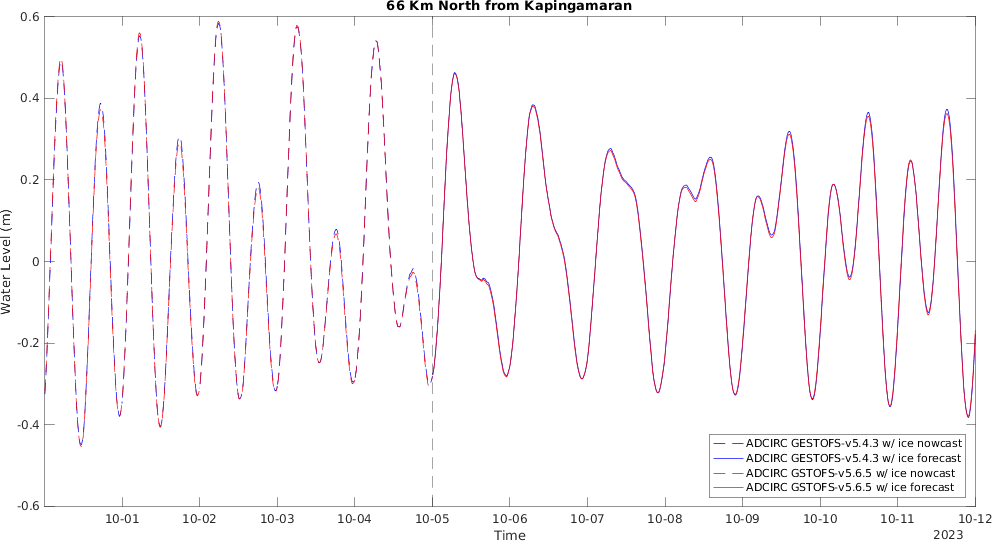 66 Km North from Kapingamaran
Water Level (m)
0.6
0.4
0.2
0
-0.2
-0.4
-0.6
ADCIRC GESTOFS-v5.4.3 w/ ice nowcast
ADCIRC GESTOFS-v5.4.3 w/ ice forecast
ADCIRC GSTOFS-v5.6.5 w/ ice nowcast
ADCIRC GSTOFS-v5.6.5 w/ ice forecast
10-01 10-02 10-03 10-04 10-05 10-06 10-07 10-08 10-09 10-10 10-11 10-12
Time
2023